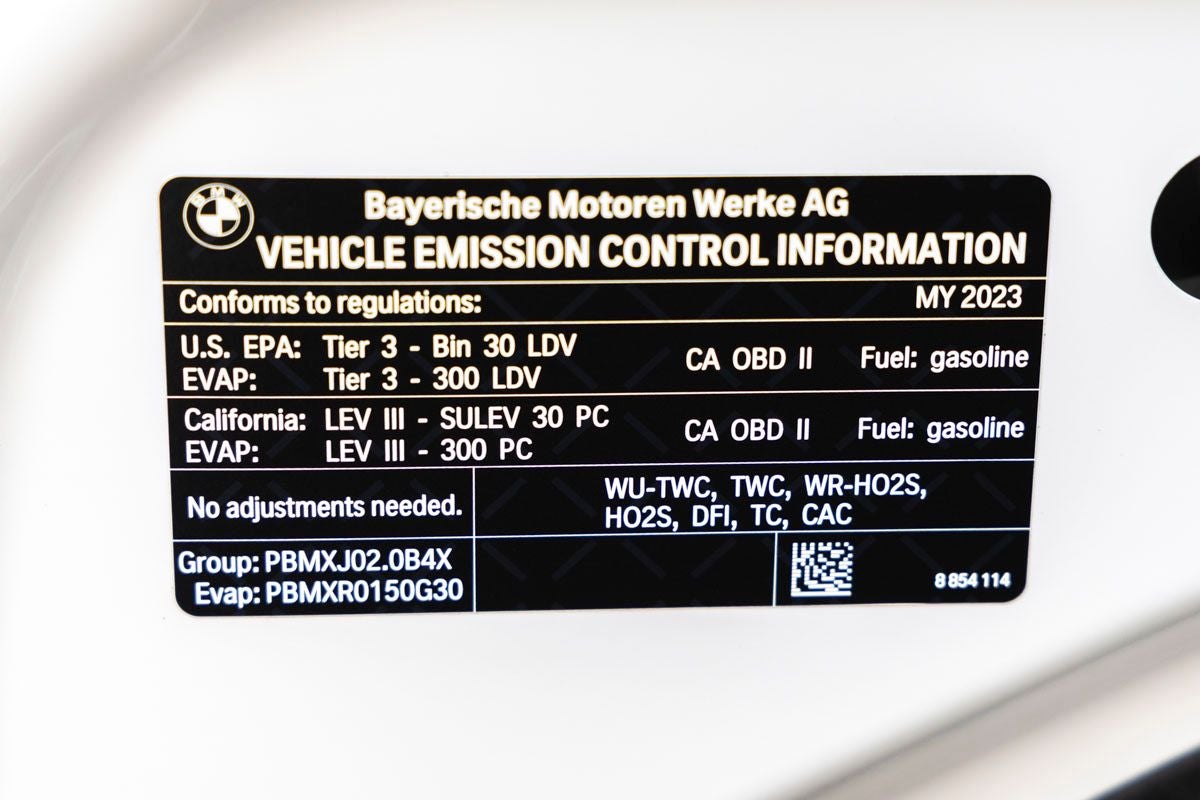 BMW
Bayerische Motoren Werke AG
VEHICLE EMISSION CONTROL INFORMATION
Conforms to regulations: MY 2023
U.S. EPA: Tier 3 - Bin 30 LDV CA OBD II Fuel: gasoline
EVAP: Tier 3 - 300 LDV
California: LEV III - SULEV 30 PC CA OBD II Fuel: gasoline
EVAP: LEV III - 300 PC
No adjustments needed.
WU-TWC, TWC, WR-HO2S,
HO2S, DFI, TC, CAC
Group: PBMXJ02.0B4X
Evap: PBMXR0150G30
8 854 114